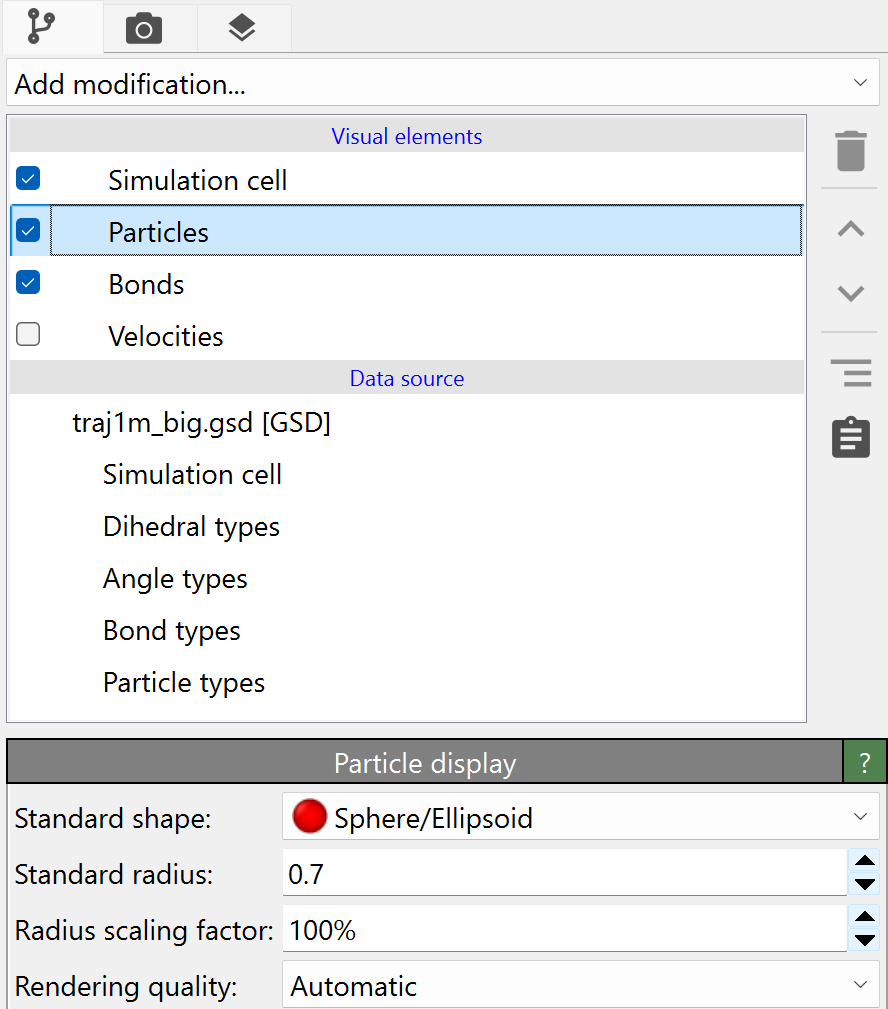 Add modification...
Visual elements
Simulation cell
Particles
Bonds
Velocities
Data source
traj1m_big.gsd [GSD]
Simulation cell
Dihedral types
Angle types
Bond types
Particle types
Particle display ?
Standard shape: Sphere/Ellipsoid
Standard radius: 0.7
Radius scaling factor: 100%
Rendering quality: Automatic